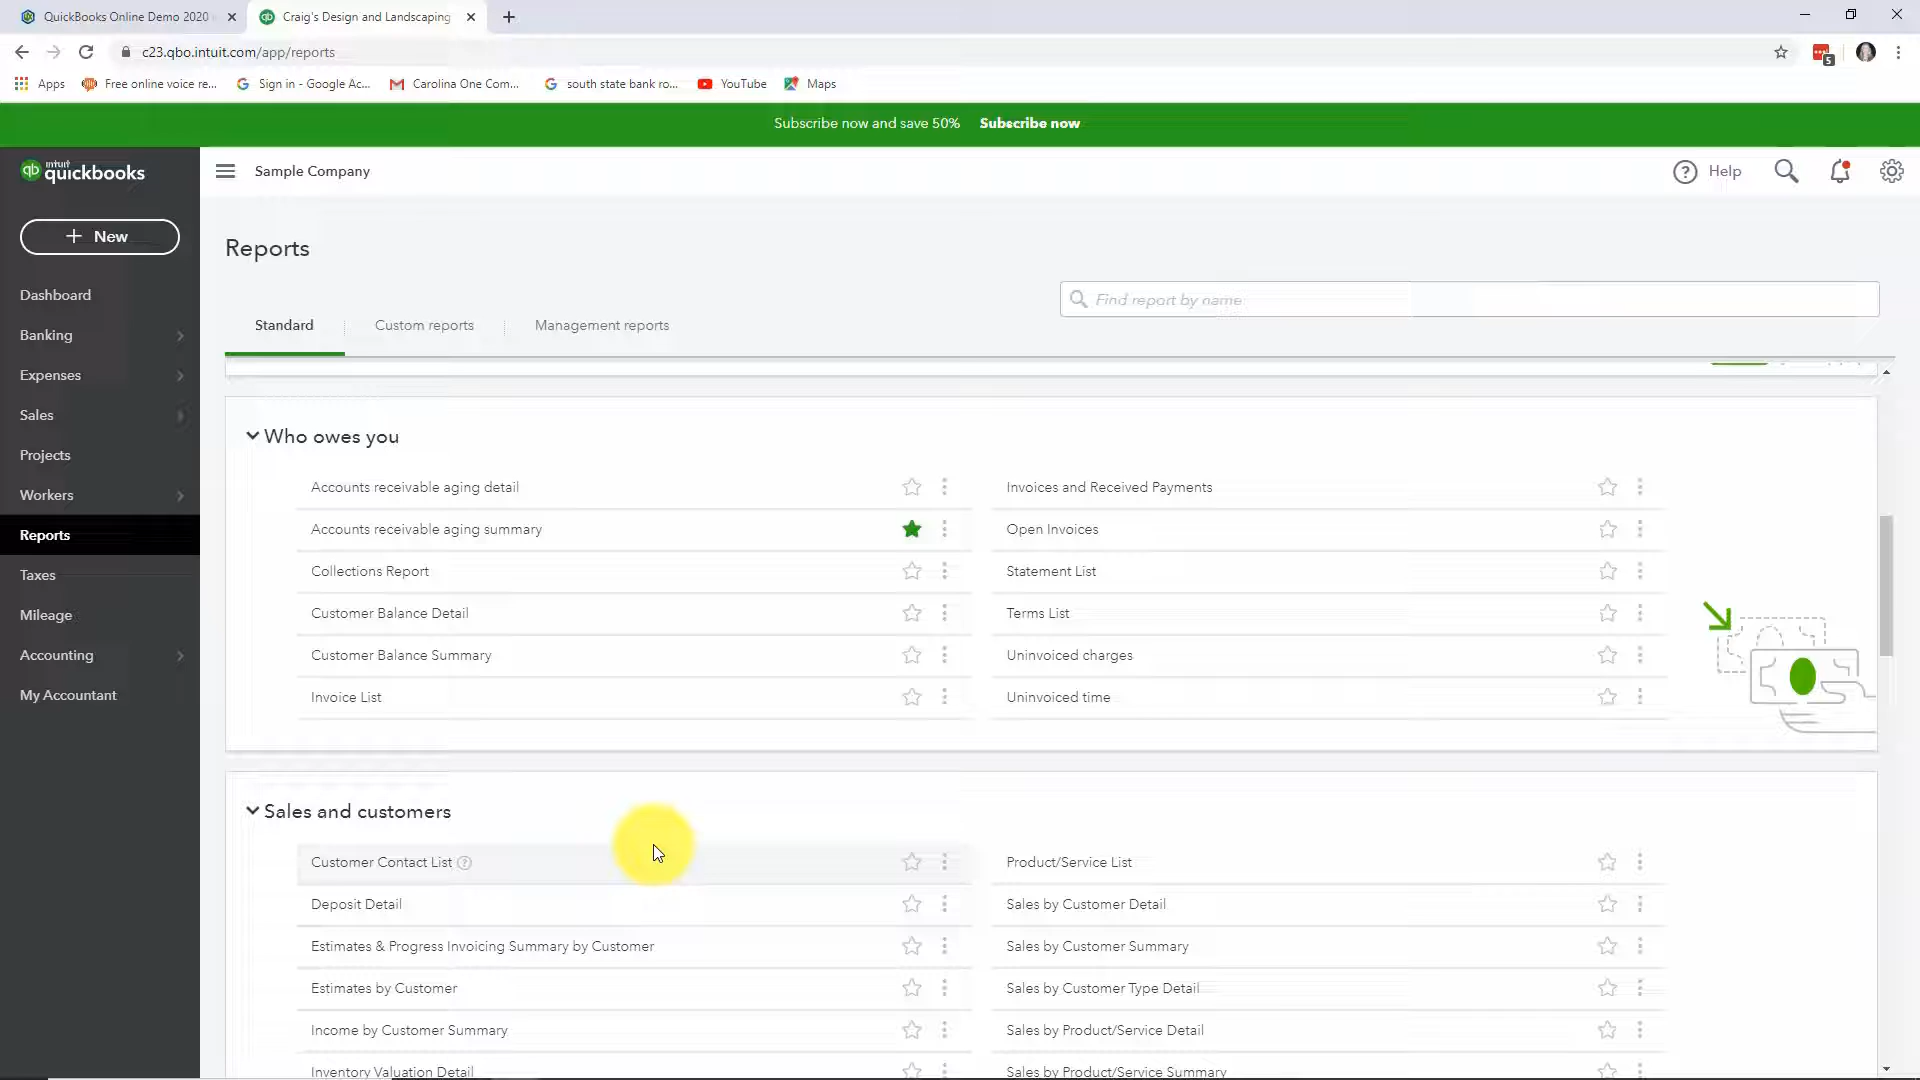 QuickBooks Online Demo 2020
Craig's Design and Landscaping
c23.qbo.intuit.com/app/reports
5
Apps
Free online voice re...
Sign in - Google Ac...
Carolina One Com...
south state bank ro...
YouTube
Maps
Subscribe now and save 50% Subscribe now
intuit
qb quickbooks
Sample Company
Help
New
Dashboard
Banking
Expenses
Sales
Projects
Workers
Reports
Taxes
Mileage
Accounting
My Accountant
Reports
Find report by name
Standard
Custom reports
Management reports
Who owes you
Accounts receivable aging detail
Accounts receivable aging summary
Collections Report
Customer Balance Detail
Customer Balance Summary
Invoice List
Invoices and Received Payments
Open Invoices
Statement List
Terms List
Uninvoiced charges
Uninvoiced time
Sales and customers
Customer Contact List
Deposit Detail
Estimates & Progress Invoicing Summary by Customer
Estimates by Customer
Income by Customer Summary
Inventory Valuation Detail
Product/Service List
Sales by Customer Detail
Sales by Customer Summary
Sales by Customer Type Detail
Sales by Product/Service Detail
Sales by Product/Service Summary